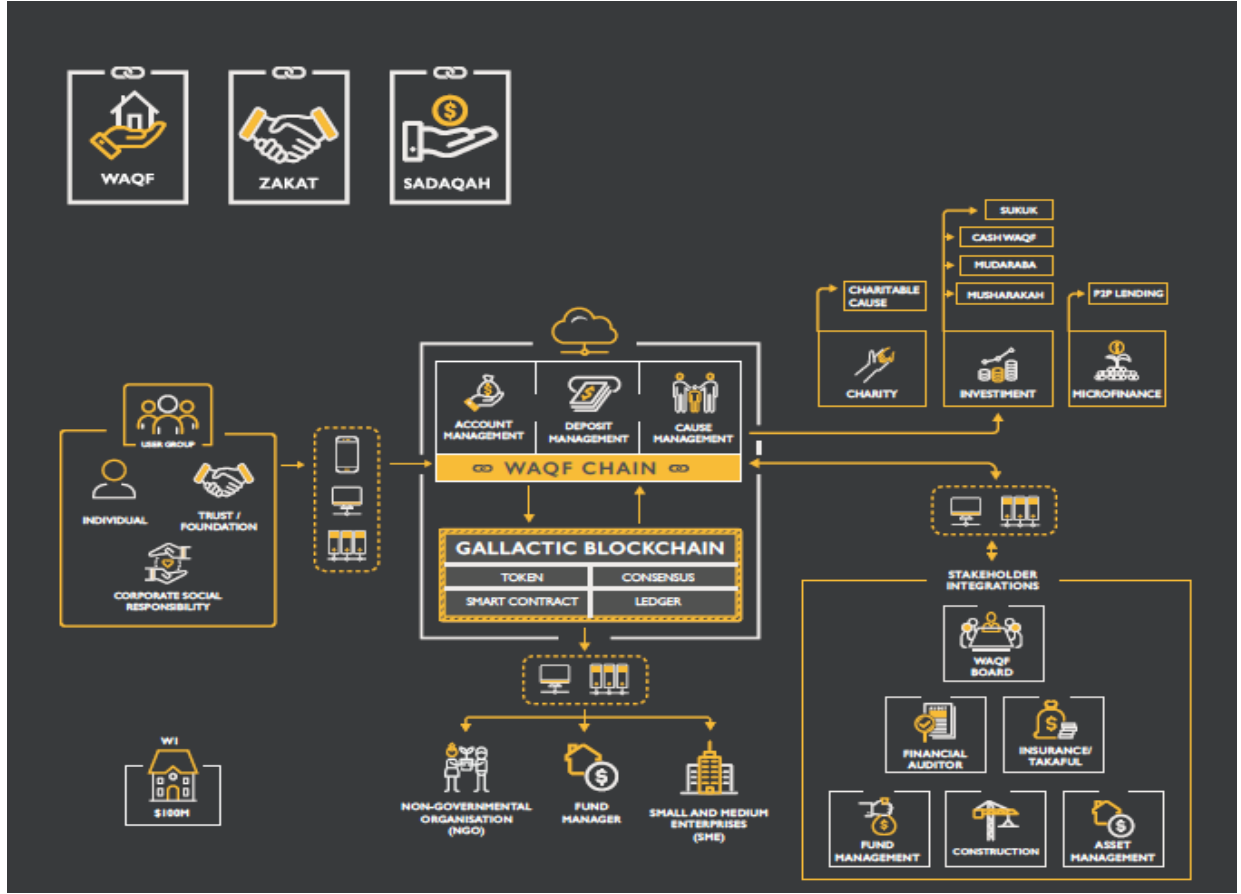 WAQF
ZAKAT
SADAQAH
SUKUK
CASH WAQF
MUDARABA
MUSHARAKAH
CHARITABLE
CAUSE
P2P LENDING
CHARITY
INVESTIMENT
MICROFINANCE
ACCOUNT
MANAGEMENT
DEPOSIT
MANAGEMENT
CAUSE
MANAGEMENT
WAQF CHAIN
USER GROUP
INDIVIDUAL
TRUST /
FOUNDATION
CORPORATE SOCIAL
RESPONSIBILITY
GALLACTIC BLOCKCHAIN
TOKEN
CONSENSUS
SMART CONTRACT
LEDGER
STAKEHOLDER
INTEGRATIONS
WAQF
BOARD
FINANCIAL
AUDITOR
INSURANCE/
TAKAFUL
FUND
MANAGEMENT
CONSTRUCTION
ASSET
MANAGEMENT
NON-GOVERNMENTAL
ORGANISATION
(NGO)
FUND
MANAGER
SMALL AND MEDIUM
ENTERPRISES
(SME)
$100M